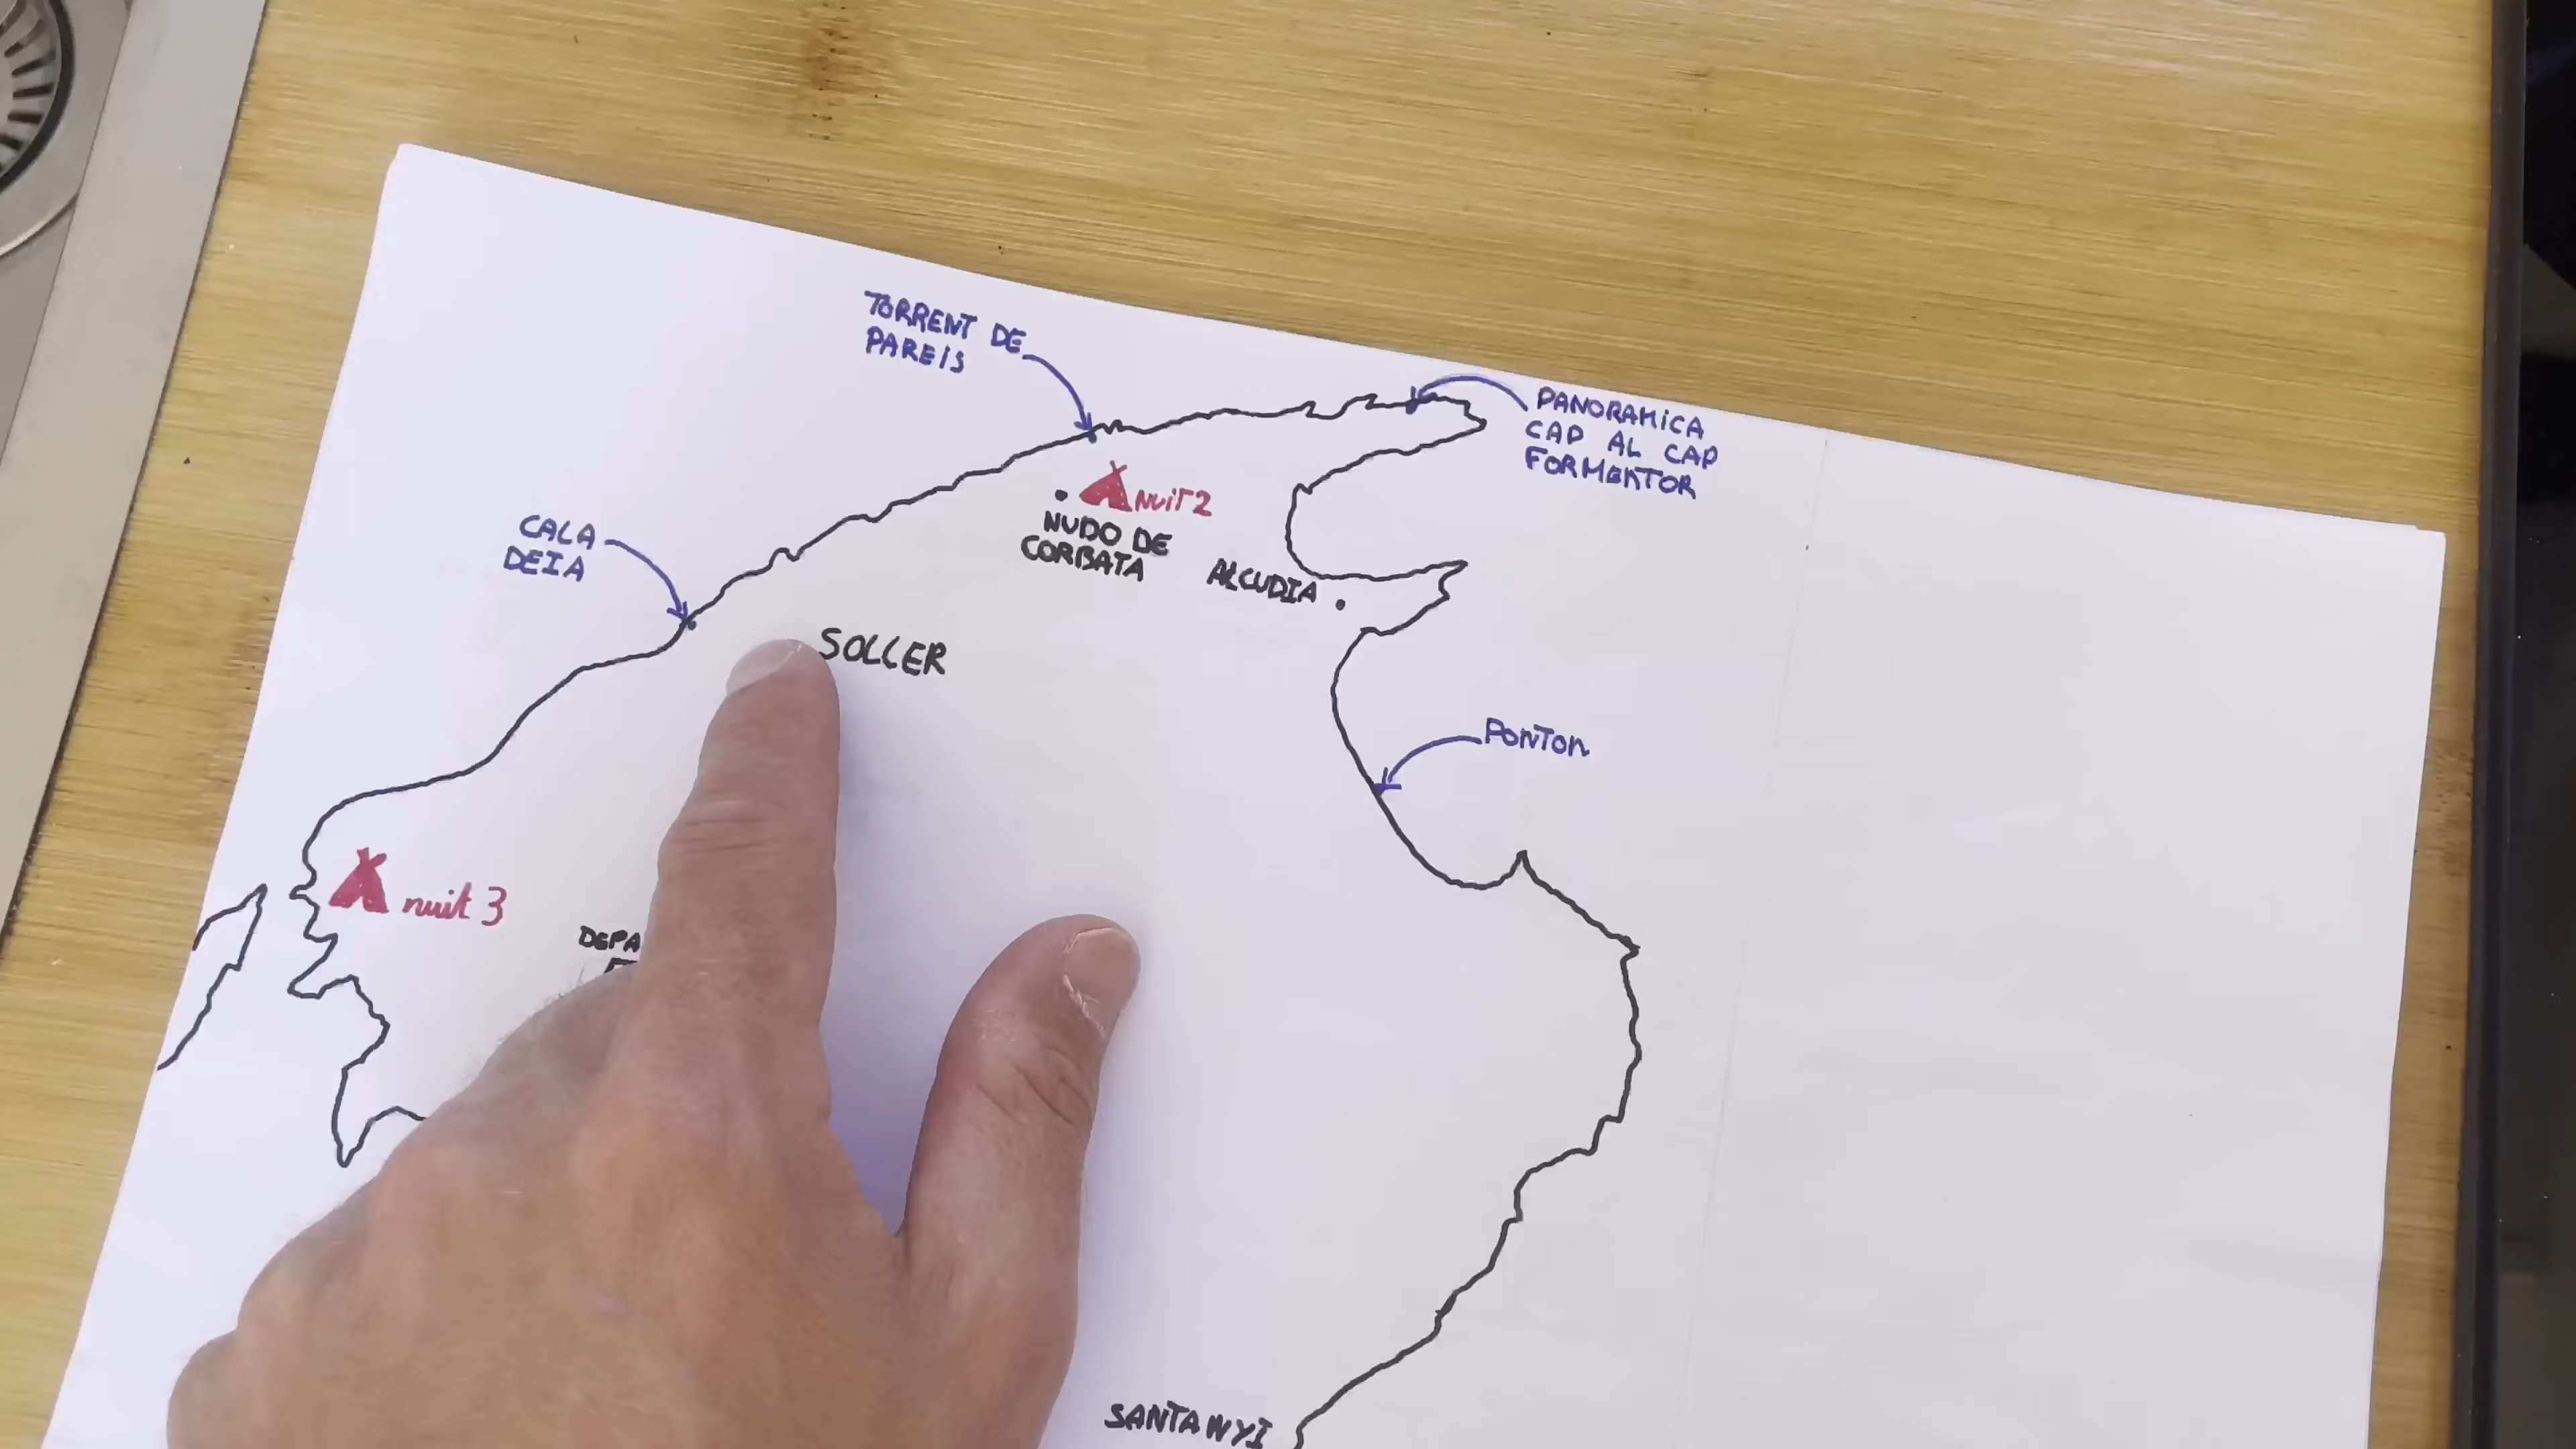 TORRENT DE
PAREIS
PANORAMICA
CAP AL CAP
FORMENTOR
CALA
DEIA
NUIT 2
NUDO DE
CORBATA
ALCUDIA
SOLLER
PONTON
nuit 3
DEPA
SANTANYI